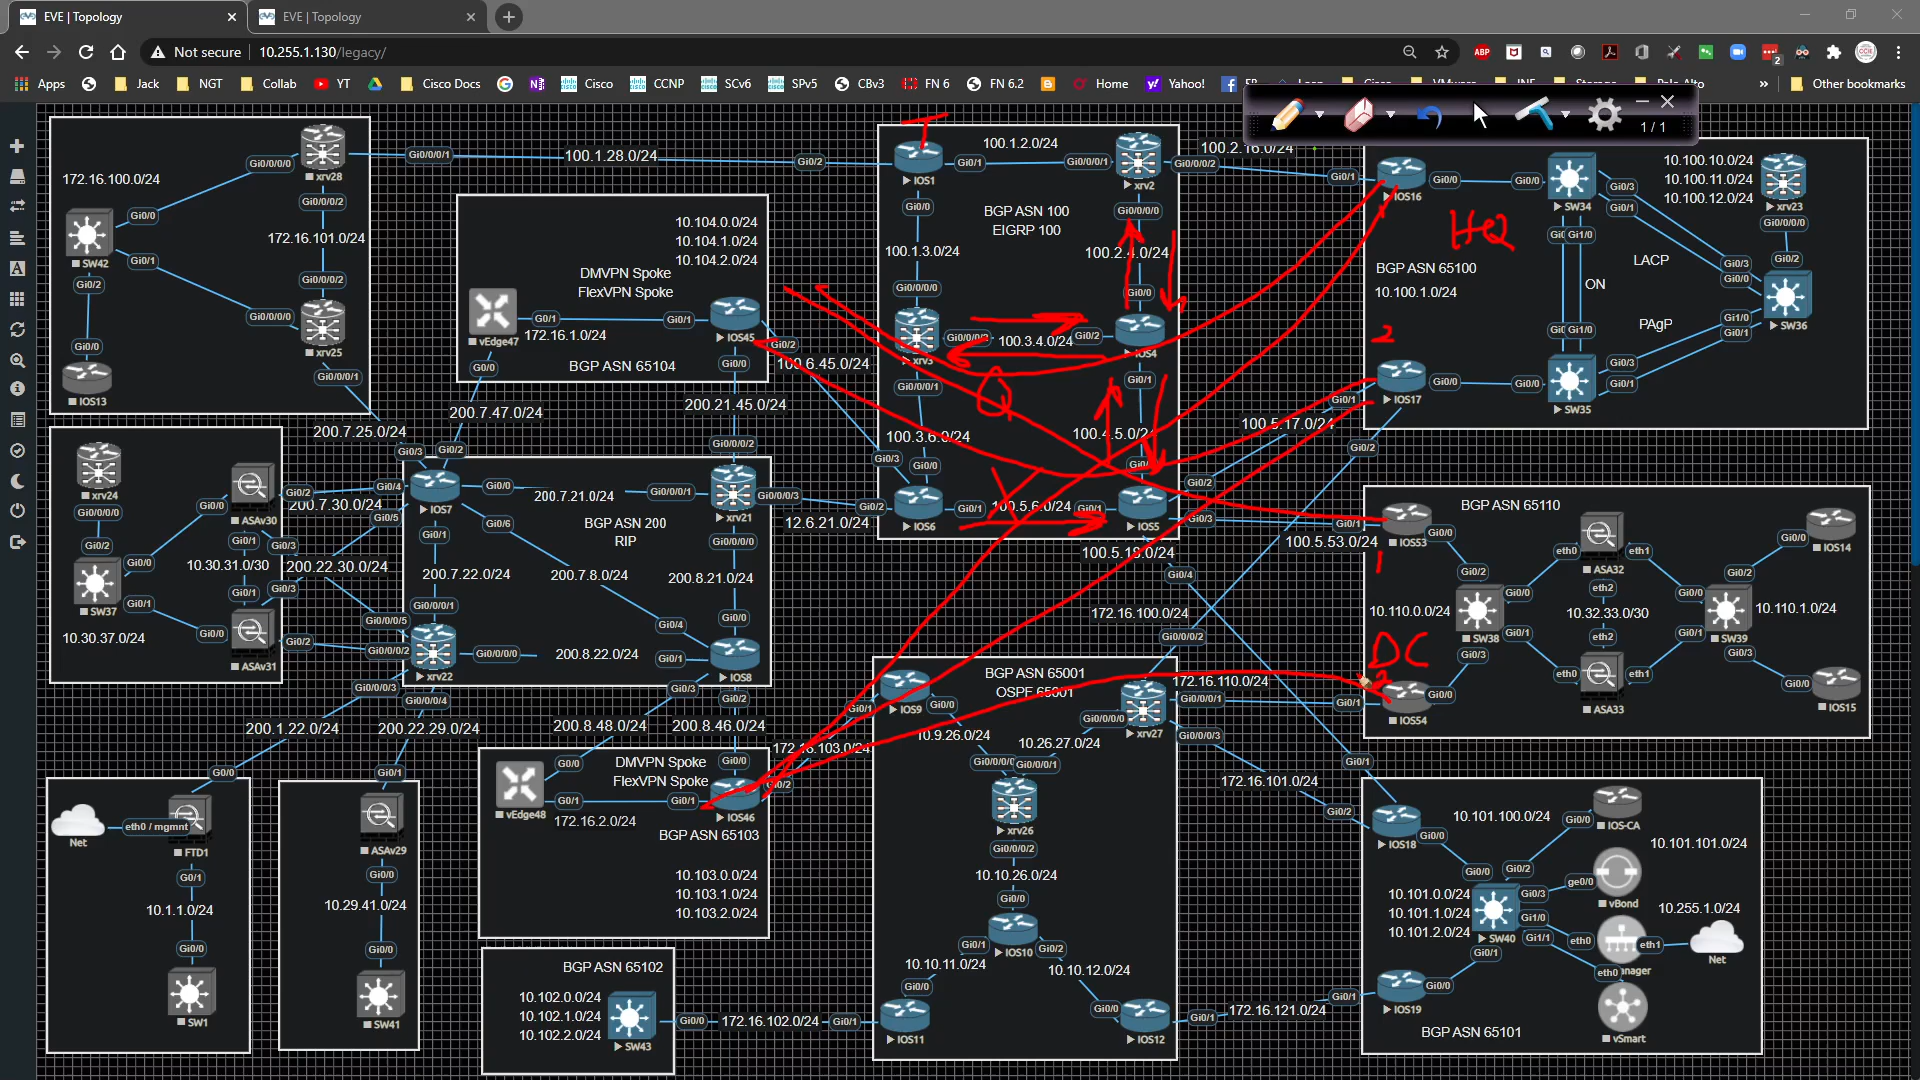 EVE | Topology
EVE | Topology
Not secure
10.255.1.130/legacy/
Apps
Jack
NGT
Collab
YT
Cisco Docs
Cisco
CCNP
SCv6
SPv5
CBv3
FN 6
FN 6.2
Home
Yahoo!
Other bookmarks
1 / 1
172.16.100.0/24
Gi0/0/0/0
xrv28
Gi0/0/0/1
100.1.28.0/24
Gi0/2
Gi0/0/0/2
172.16.101.0/24
Gi0/0
SW42
Gi0/1
Gi0/2
Gi0/0/0/2
Gi0/0/0/0
xrv25
Gi0/0
IOS13
Gi0/0/0/1
200.7.25.0/24
10.104.0.0/24
10.104.1.0/24
10.104.2.0/24
DMVPN Spoke
FlexVPN Spoke
vEdge47
G0/1
172.16.1.0/24
Gi0/1
IOS45
Gi0/2
Gi0/0
G0/0
BGP ASN 65104
100.6.45.0/24
200.7.47.0/24
200.21.45.0/24
I
IOS1
Gi0/1
100.1.2.0/24
Gi0/0/0/1
xrv2
Gi0/0/0/2
100.2.16.0/24
Gi0/0
BGP ASN 100
EIGRP 100
Gi0/0/0/0
100.1.3.0/24
100.2.4.0/24
Gi0/0/0/0
Gi0/0
xrv3
100.3.4.0/24
Gi0/2
IOS4
Gi0/0/0/1
Gi0/1
Q
100.3.6.0/24
100.4.5.0/24
Gi0/3
Gi0/0
Gi0/2
IOS6
Gi0/1
100.5.6.0/24
Gi0/1
IOS5
Gi0/2
Gi0/3
100.5.17.0/24
100.5.53.0/24
Gi0/4
Gi0/1
IOS16
Gi0/0
Gi0/0
SW34
Gi0/3
Gi0/1
10.100.10.0/24
10.100.11.0/24
10.100.12.0/24
xrv23
Gi0/0/0/0
Gi0/2
HQ
Gi1/0
LACP
ON
PAgP
BGP ASN 65100
10.100.1.0/24
Gi0/3
Gi0/0
SW36
Gi1/0
Gi0/1
Gi1/0
2
Gi0/1
IOS17
Gi0/0
Gi0/0
SW35
Gi0/3
Gi0/1
Gi0/2
xrv24
Gi0/0/0/0
Gi0/2
Gi0/0
SW37
Gi0/1
10.30.37.0/24
Gi0/0
ASAv30
Gi0/2
Gi0/1
Gi0/3
10.30.31.0/30
Gi0/1
Gi0/3
Gi0/0
ASAv31
Gi0/2
200.7.30.0/24
200.22.30.0/24
Gi0/3
Gi0/2
Gi0/4
IOS7
Gi0/5
Gi0/0
200.7.21.0/24
Gi0/0/0/1
Gi0/0/0/2
xrv21
Gi0/0/0/3
12.6.21.0/24
Gi0/6
Gi0/1
BGP ASN 200
RIP
Gi0/0/0/0
200.7.22.0/24
200.7.8.0/24
200.8.21.0/24
Gi0/0/0/1
Gi0/0/0/5
Gi0/0/0/2
xrv22
Gi0/0/0/0
200.8.22.0/24
Gi0/4
Gi0/0
Gi0/1
IOS8
Gi0/3
Gi0/2
Gi0/0/0/3
Gi0/0/0/4
200.1.22.0/24
200.22.29.0/24
200.8.48.0/24
200.8.46.0/24
BGP ASN 65110
Gi0/1
IOS53
Gi0/0
1
Gi0/2
10.110.0.0/24
SW38
Gi0/0
Gi0/1
Gi0/3
eth0
ASA32
eth1
eth2
10.32.33.0/30
eth2
eth0
ASA33
eth1
Gi0/0
SW39
Gi0/1
Gi0/2
Gi0/3
10.110.1.0/24
Gi0/0
IOS14
Gi0/0
IOS15
DC
2
Gi0/1
IOS54
Gi0/0
172.16.100.0/24
Gi0/0/0/2
BGP ASN 65001
OSPF 65001
172.16.110.0/24
Gi0/1
IOS9
Gi0/0
10.9.26.0/24
Gi0/0/0/0
xrv27
Gi0/0/0/1
Gi0/0/0/3
10.26.27.0/24
Gi0/0/0/1
xrv26
Gi0/0/0/2
10.10.26.0/24
Gi0/0
Gi0/1
IOS10
Gi0/2
10.10.11.0/24
10.10.12.0/24
Gi0/0
Gi0/0
IOS11
IOS12
Gi0/1
172.16.121.0/24
172.16.101.0/24
172.16.103.0/24
G0/0
Net
eth0 / mgmnt
FTD1
G0/1
10.1.1.0/24
Gi0/0
SW1
Gi0/1
ASAv29
Gi0/0
10.29.41.0/24
Gi0/0
SW41
DMVPN Spoke
FlexVPN Spoke
G0/0
vEdge48
G0/1
172.16.2.0/24
Gi0/1
Gi0/0
IOS46
BGP ASN 65103
10.103.0.0/24
10.103.1.0/24
10.103.2.0/24
BGP ASN 65102
10.102.0.0/24
10.102.1.0/24
10.102.2.0/24
SW43
Gi0/0
172.16.102.0/24
Gi0/1
Gi0/1
Gi0/2
IOS18
Gi0/0
10.101.100.0/24
Gi0/0
IOS-CA
10.101.101.0/24
Gi0/0
Gi0/2
ge0/0
vBond
10.101.0.0/24
10.101.1.0/24
10.101.2.0/24
Gi0/3
Gi1/0
SW40
Gi1/1
Gi0/1
eth0
eth1
10.255.1.0/24
Net
eth0
vSmart
Gi0/1
IOS19
Gi0/0
BGP ASN 65101